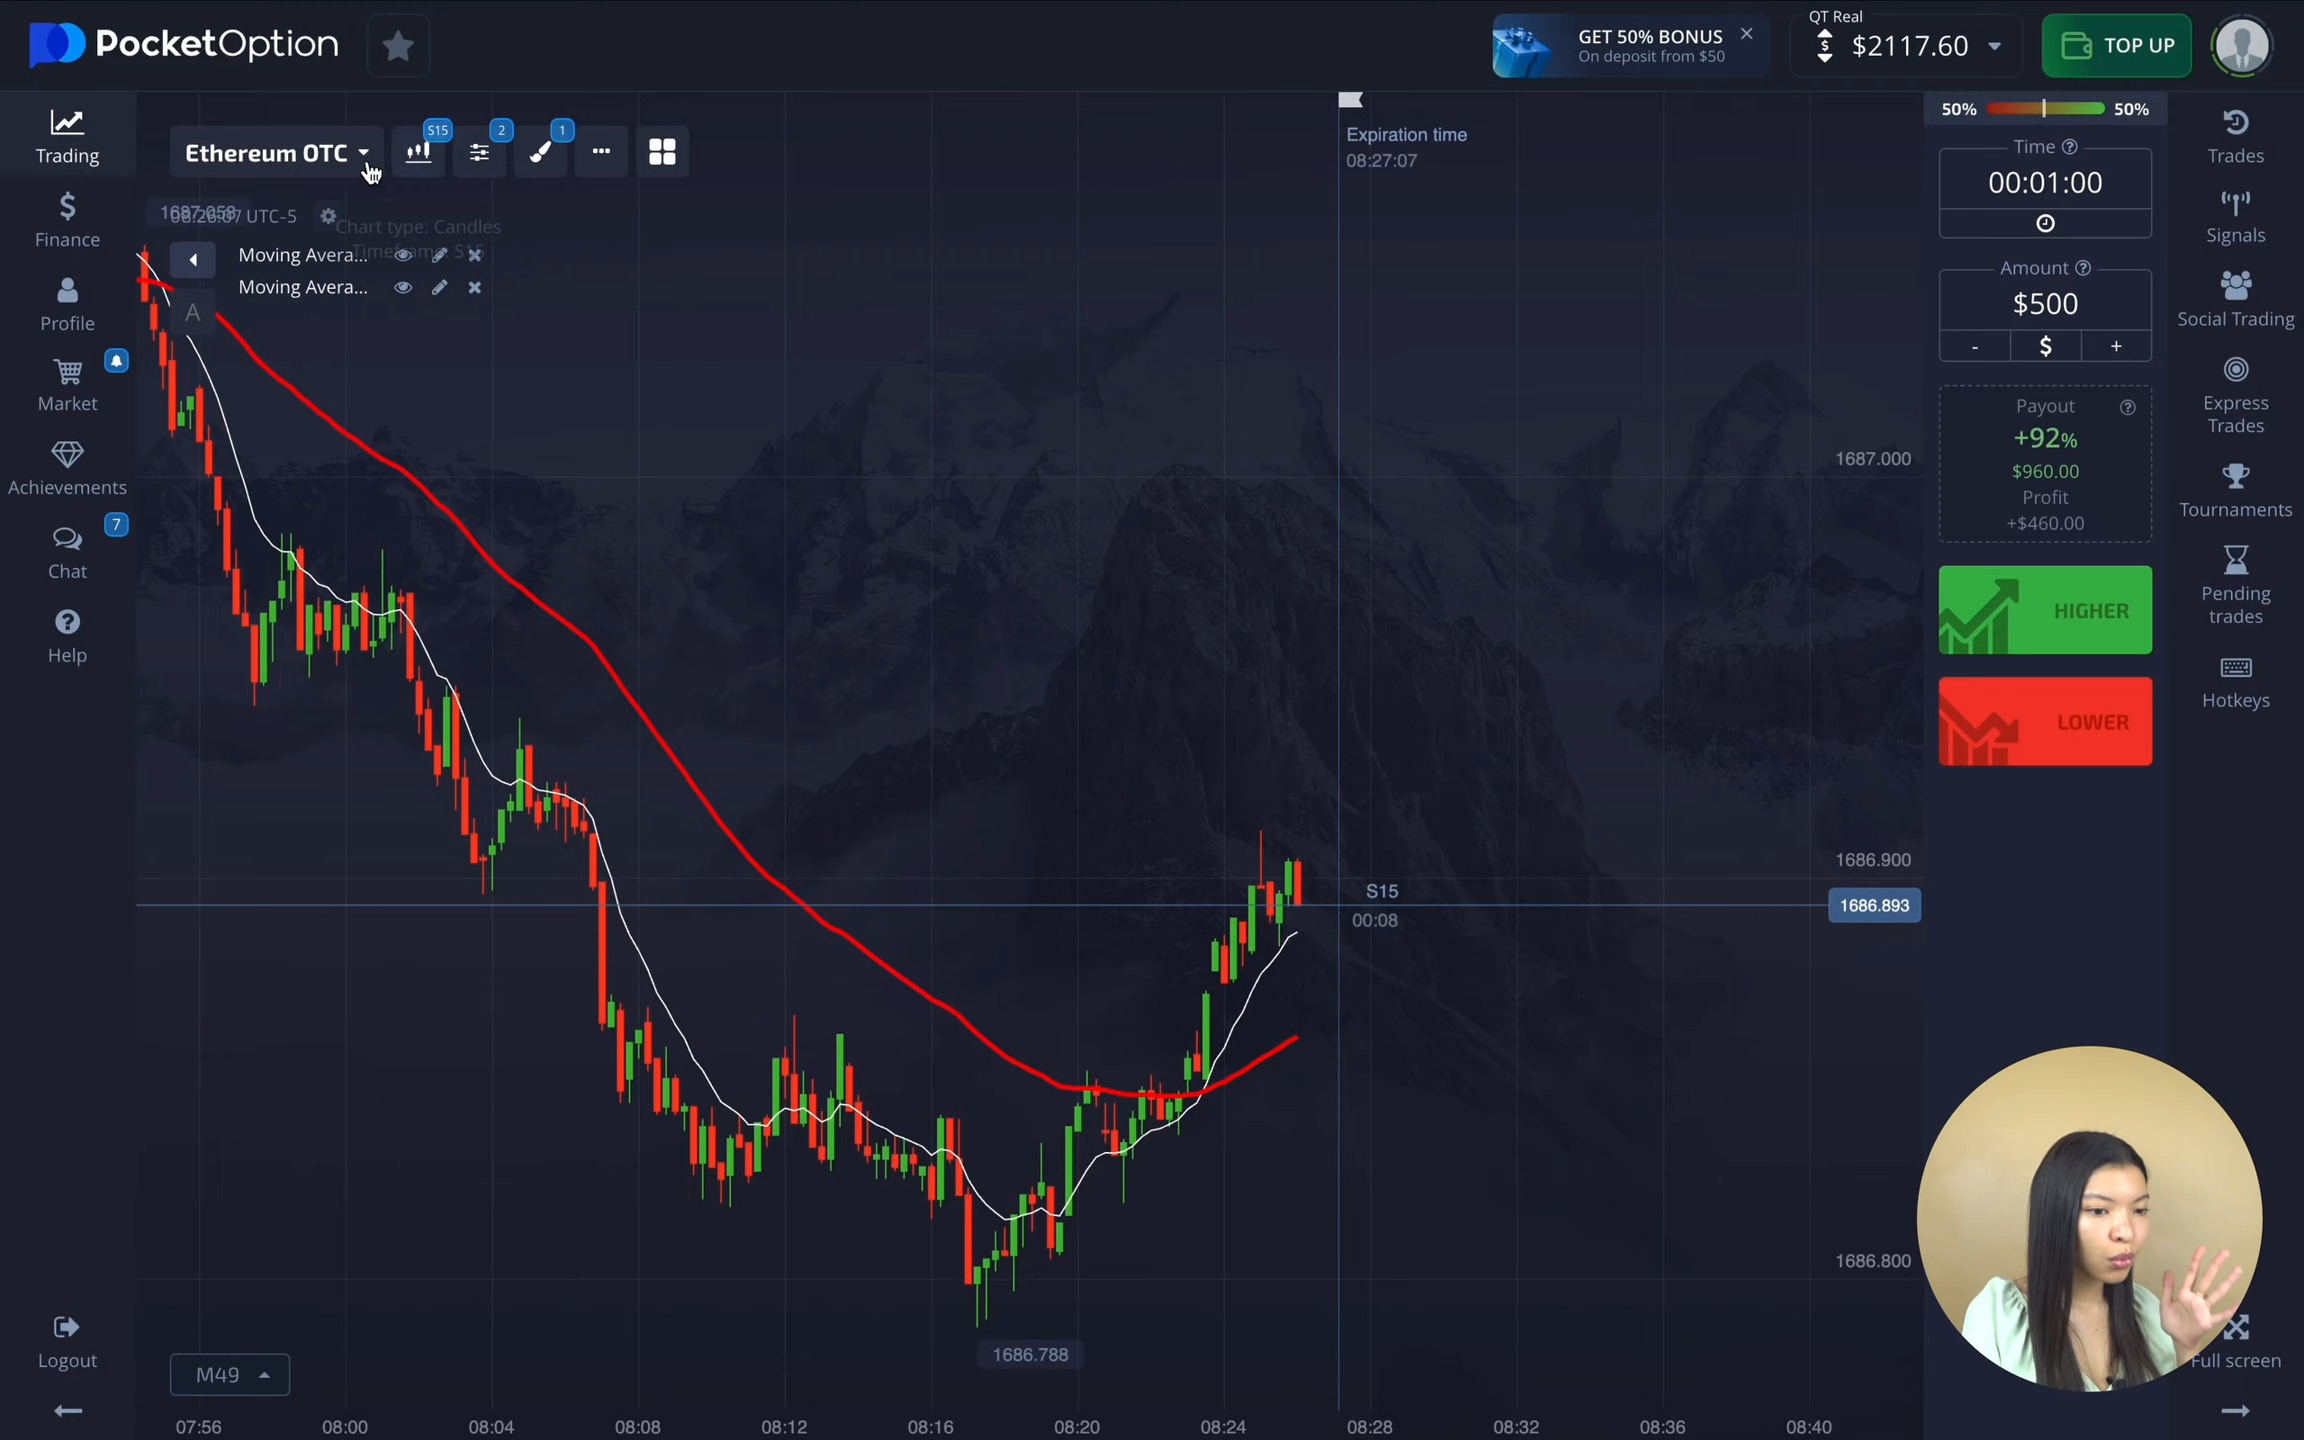 PocketOption
GET 50% BONUS
On deposit from $50
QT Real
$
$2117.60
TOP UP
Trading
Finance
Profile
Market
Achievements
7
Chat
Help
Logout
Ethereum OTC
S15
2
1
UTC-5
Chart type: Candles
Timeframe: S15
Moving Avera...
Moving Avera...
A
Expiration time
08:27:07
1687.000
1686.900
S15
1686.893
00:08
1686.800
1686.788
M49
07:56
08:00
08:04
08:08
08:12
08:16
08:20
08:24
08:28
08:32
08:36
08:40
50%
50%
Time
00:01:00
Amount
$500
- $ +
Payout
+92%
$960.00
Profit
+$460.00
HIGHER
LOWER
Trades
Signals
Social Trading
Express
Trades
Tournaments
Pending
trades
Hotkeys
Full screen